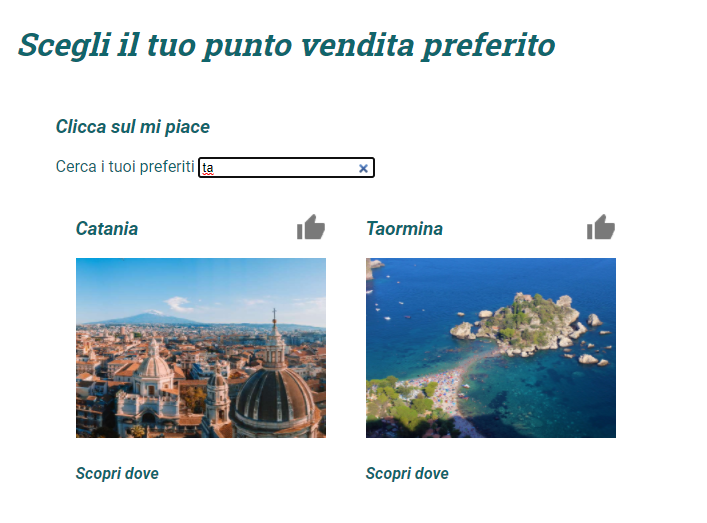 Scegli il tuo punto vendita preferito
Clicca sul mi piace
Cerca i tuoi preferiti ta
Catania
Taormina
Scopri dove
Scopri dove